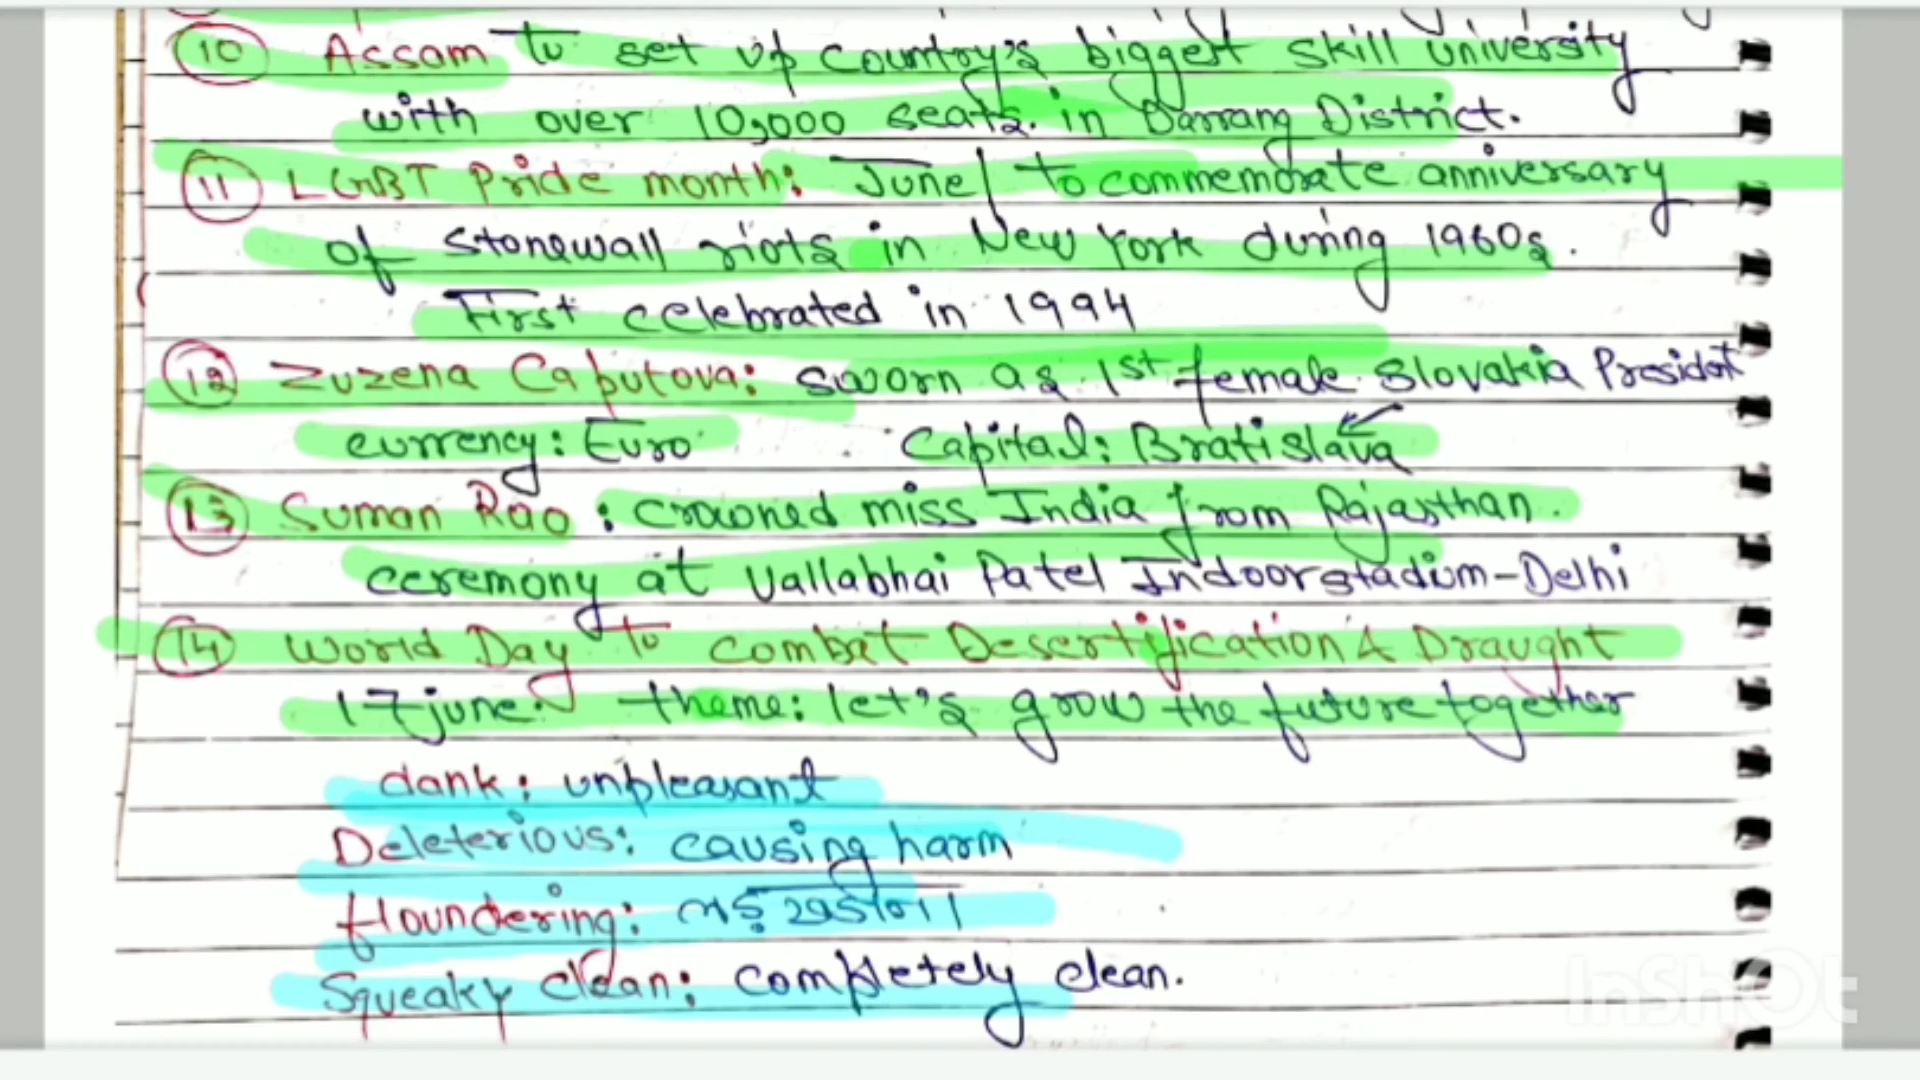 10 Assam to set up country's biggest skill university
with over 10,000 seats. in Darrang District.
11 LGBT Pride month: June to commemorate anniversary
of stonewall riots in New York during 1960s.
First celebrated in 1994
12 Zuzena Caputova: sworn as 1st female Slovakia President
currency: Euro Capital: Bratislava
13 Suman Rao: crowned miss India from Rajasthan.
ceremony at Vallabhai Patel Indoor stadium-Delhi
14 World Day to combat Desertification & Draught
17 june. theme: let's grow the future together
dank: unpleasant
Deleterious: causing harm
floundering:
Squeaky clean: completely clean.
InShOt